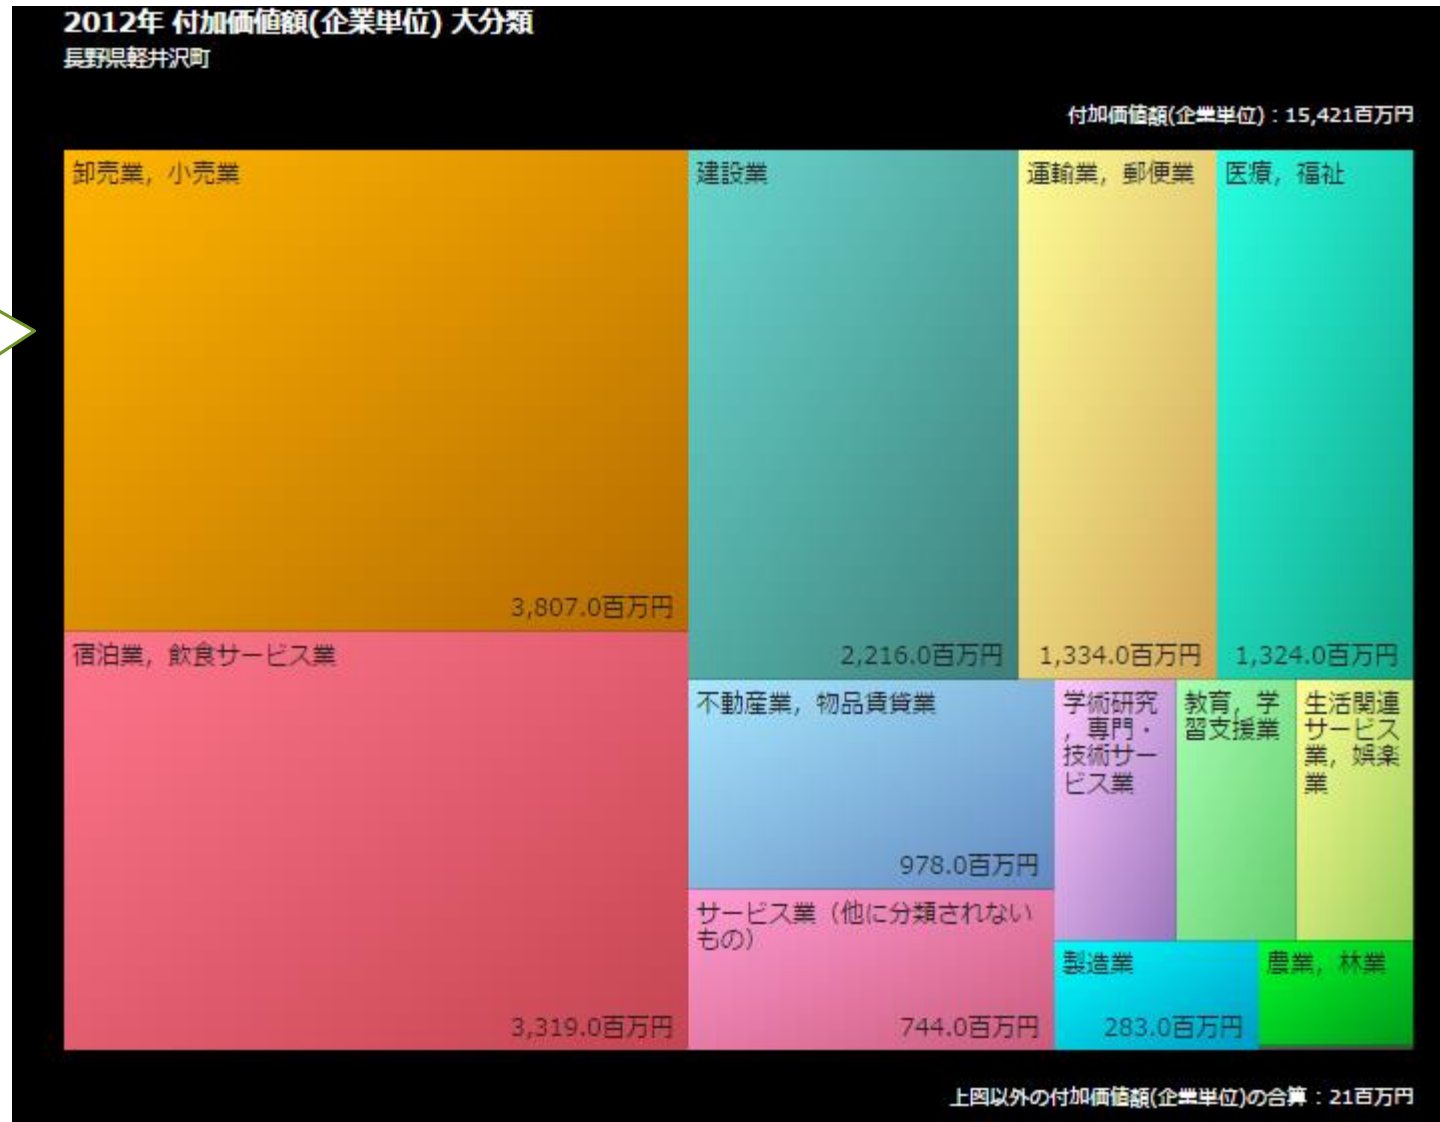 2012年 付加価値額(企業単位) 大分類
長野県軽井沢町
付加価値額(企業単位)：15,421百万円
卸売業，小売業
3,807.0百万円
宿泊業，飲食サービス業
3,319.0百万円
建設業
2,216.0百万円
運輸業，郵便業
1,334.0百万円
医療，福祉
1,324.0百万円
不動産業，物品賃貸業
978.0百万円
サービス業（他に分類されない
もの）
744.0百万円
学術研究
，専門・
技術サー
ビス業
教育，学
習支援業
生活関連
サービス
業，娯楽
業
製造業
283.0百万円
農業，林業
上図以外の付加価値額(企業単位)の合算：21百万円